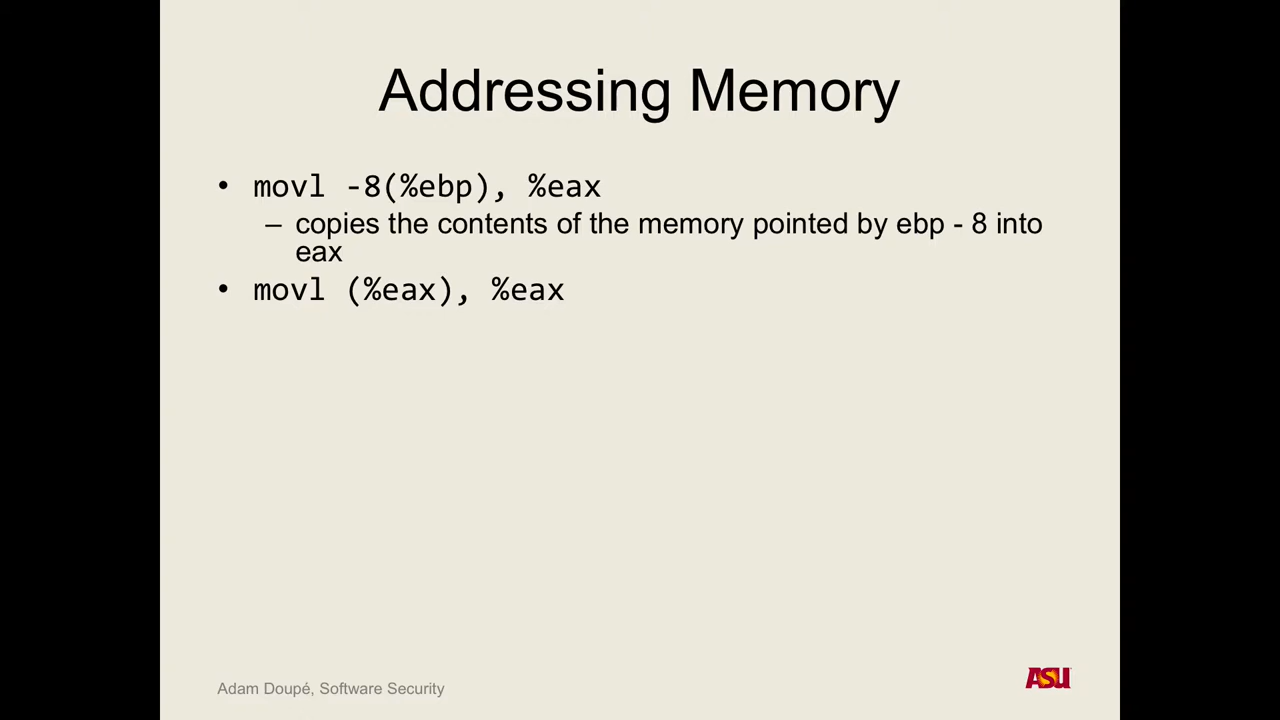 Addressing Memory
• movl -8(%ebp), %eax
– copies the contents of the memory pointed by ebp - 8 into
eax
• movl (%eax), %eax
Adam Doupé, Software Security
ASU